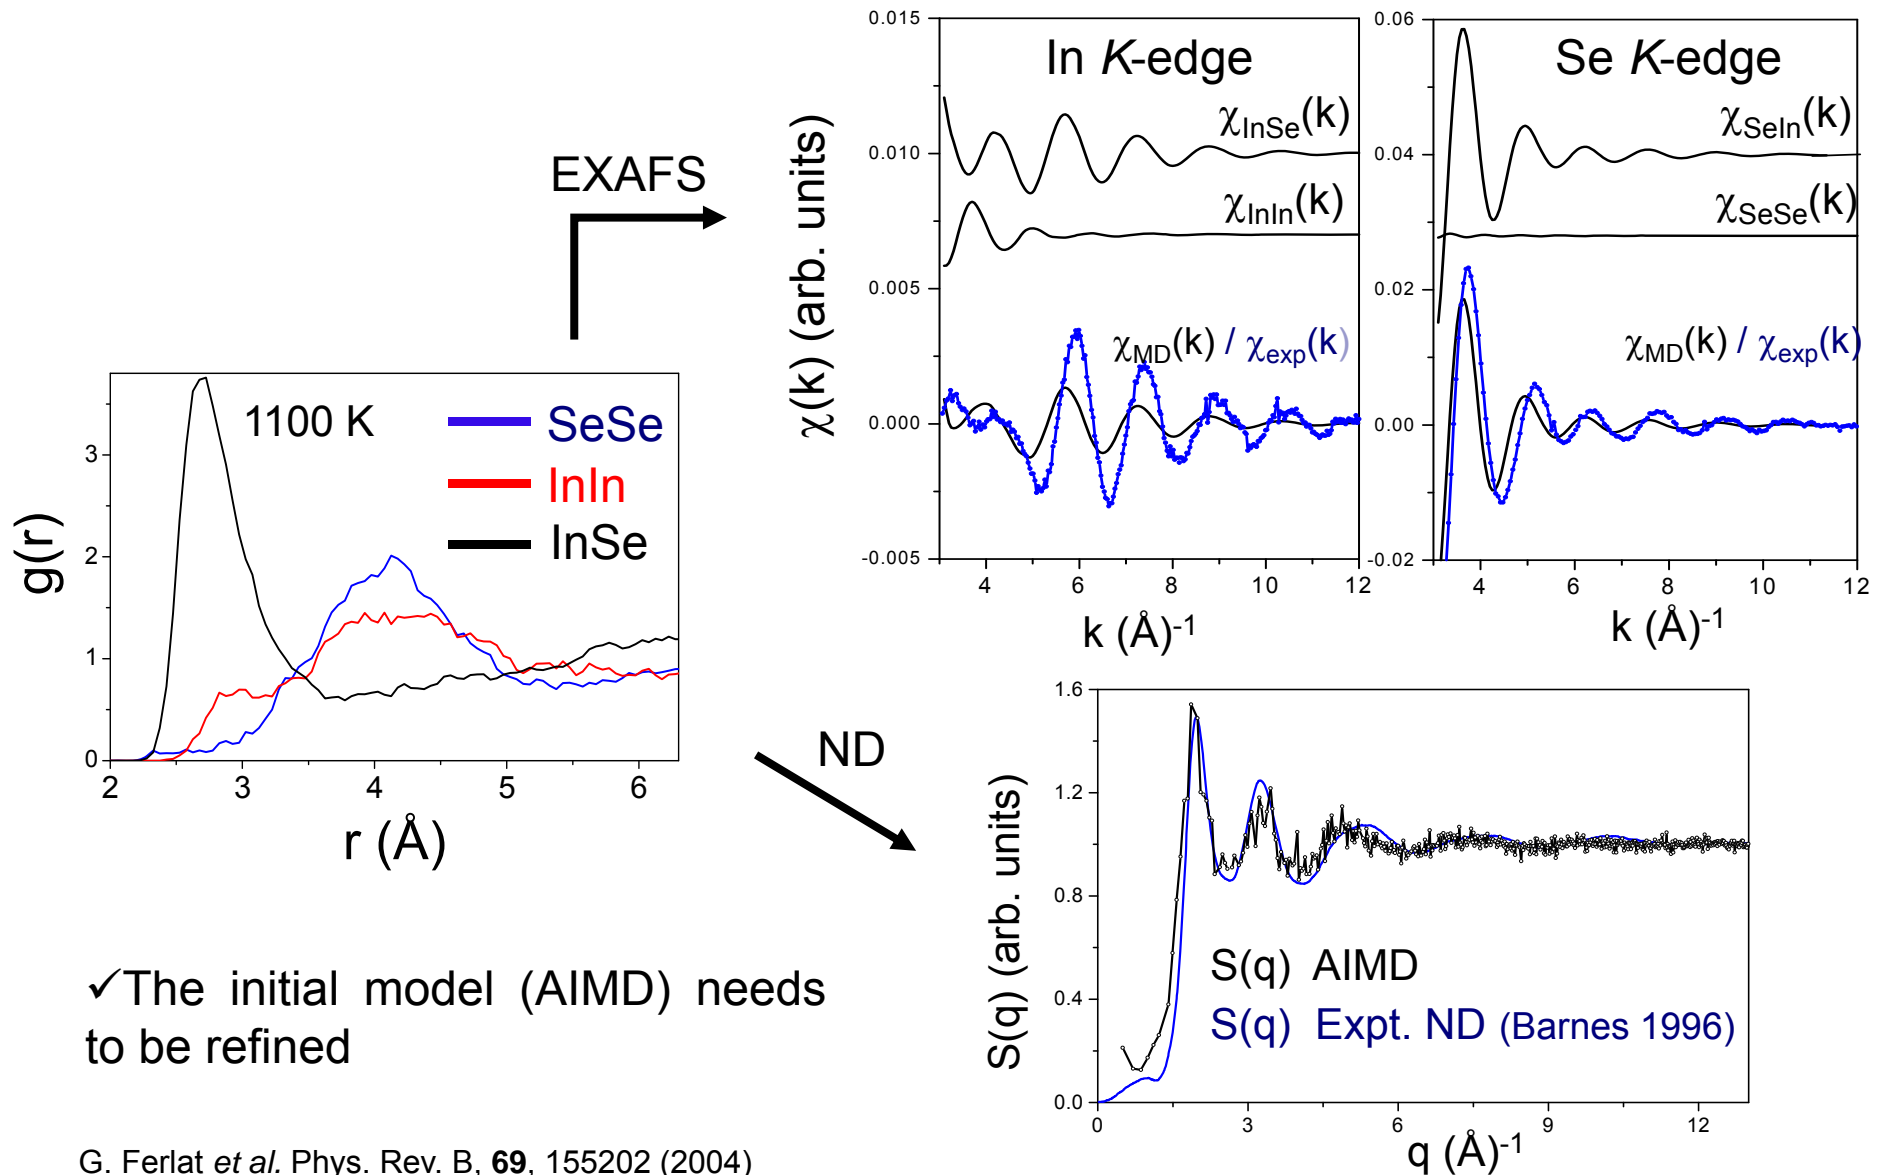 EXAFS
0.015
0.010
0.005
0.000
-0.005
χ(k) (arb. units)
In K-edge
χInSe(k)
χInIn(k)
χMD(k) / χexp(k)
4 6 8 10 12
k (Å)-1
0.06
0.04
0.02
0.00
-0.02
Se K-edge
χSeIn(k)
χSeSe(k)
χMD(k) / χexp(k)
4 6 8 10 12
k (Å)-1
g(r)
3
2
1
0
1100 K
SeSe
InIn
InSe
2 3 4 5 6
r (Å)
ND
S(q) (arb. units)
1.6
1.2
0.8
0.4
0.0
S(q) AIMD
S(q) Expt. ND (Barnes 1996)
0 3 6 9 12
q (Å)-1
✓The initial model (AIMD) needs
to be refined
G. Ferlat et al. Phys. Rev. B, 69, 155202 (2004)